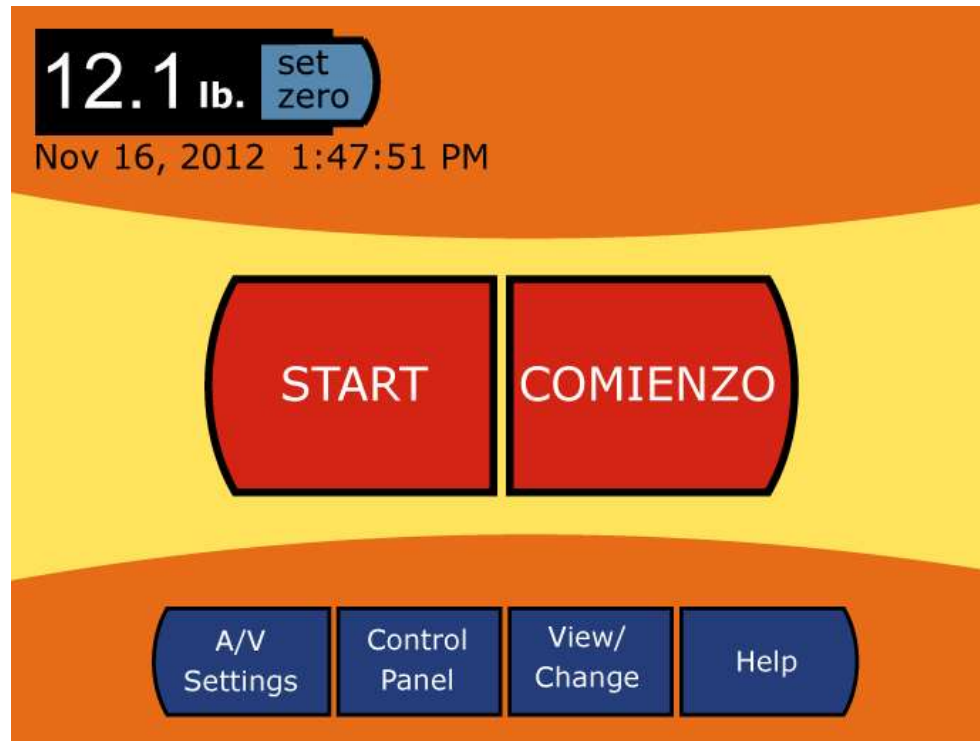 12.1 lb.
set
zero
Nov 16, 2012 1:47:51 PM
START
COMIENZO
A/V
Settings
Control
Panel
View/
Change
Help